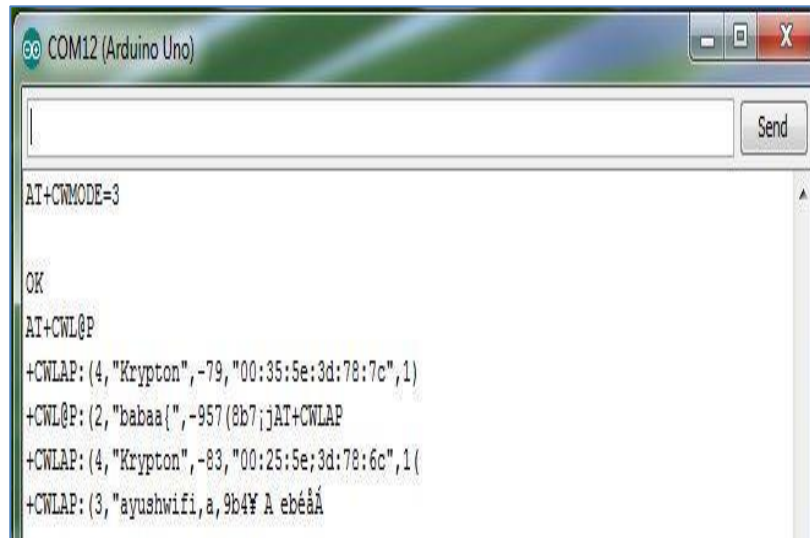 COM12 (Arduino Uno)
Send
AT+CWMODE=3
OK
AT+CWL@P
+CWLAP:(4,"Krypton",-79,"00:35:5e:3d:78:7c",1)
+CWL@P:(2,"babaa{",-957(8b7¡jAT+CWLAP
+CWLAP:(4,"Krypton",-83,"00:25:5e;3d:78:6c",1(
+CWLAP:(3,"ayushwifi,a,9b4¥ A ebéåÁ